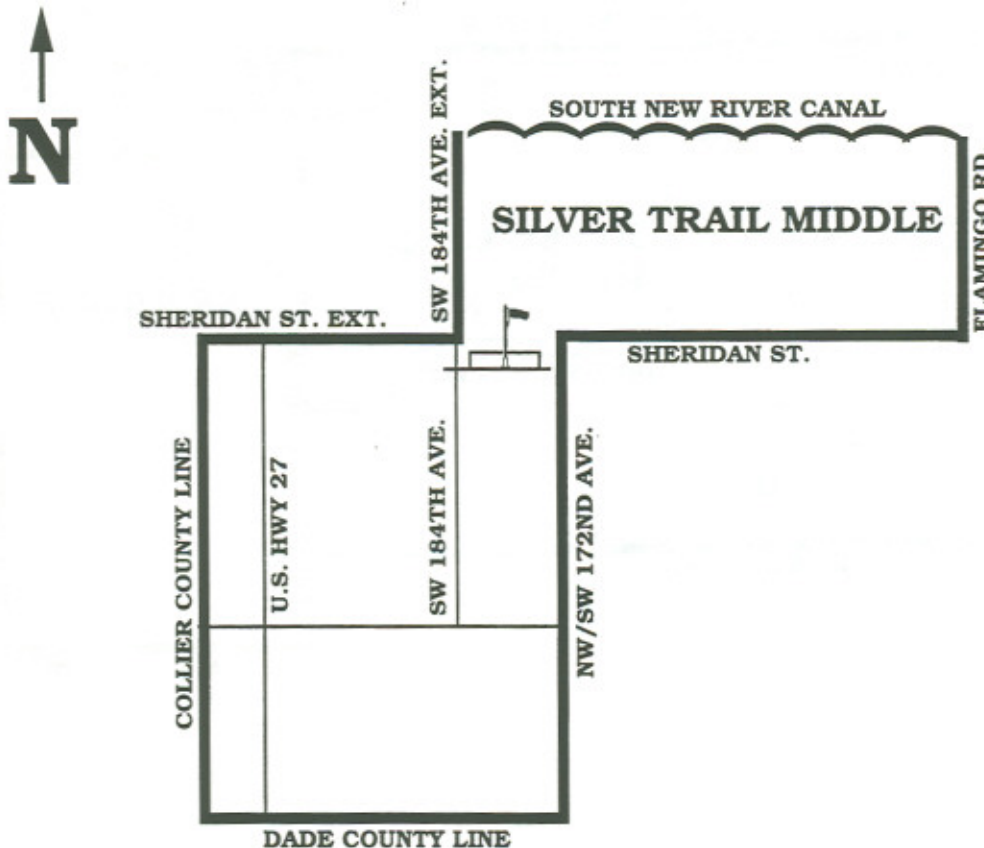 N
SOUTH NEW RIVER CANAL
SW 184TH AVE. EXT.
SILVER TRAIL MIDDLE
FLAMINGO RD
SHERIDAN ST. EXT.
SHERIDAN ST.
COLLIER COUNTY LINE
U.S. HWY 27
SW 184TH AVE.
NW/SW 172ND AVE.
DADE COUNTY LINE